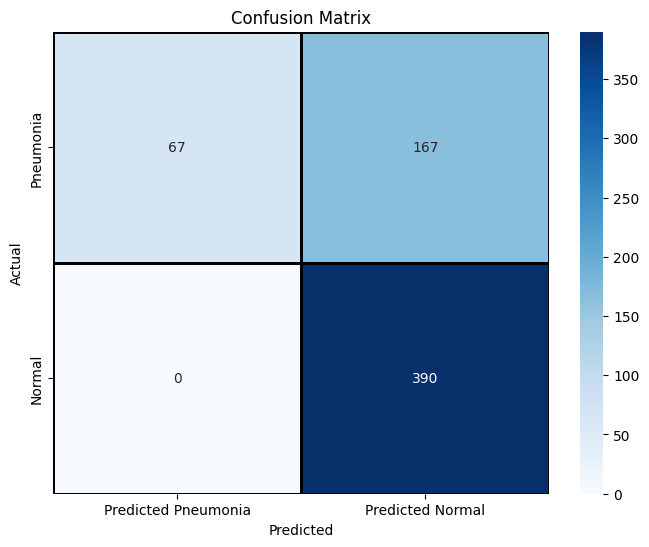 Confusion Matrix
Actual
Pneumonia
Normal
67
167
0
390
Predicted Pneumonia
Predicted Normal
Predicted
350
300
250
200
150
100
50
0